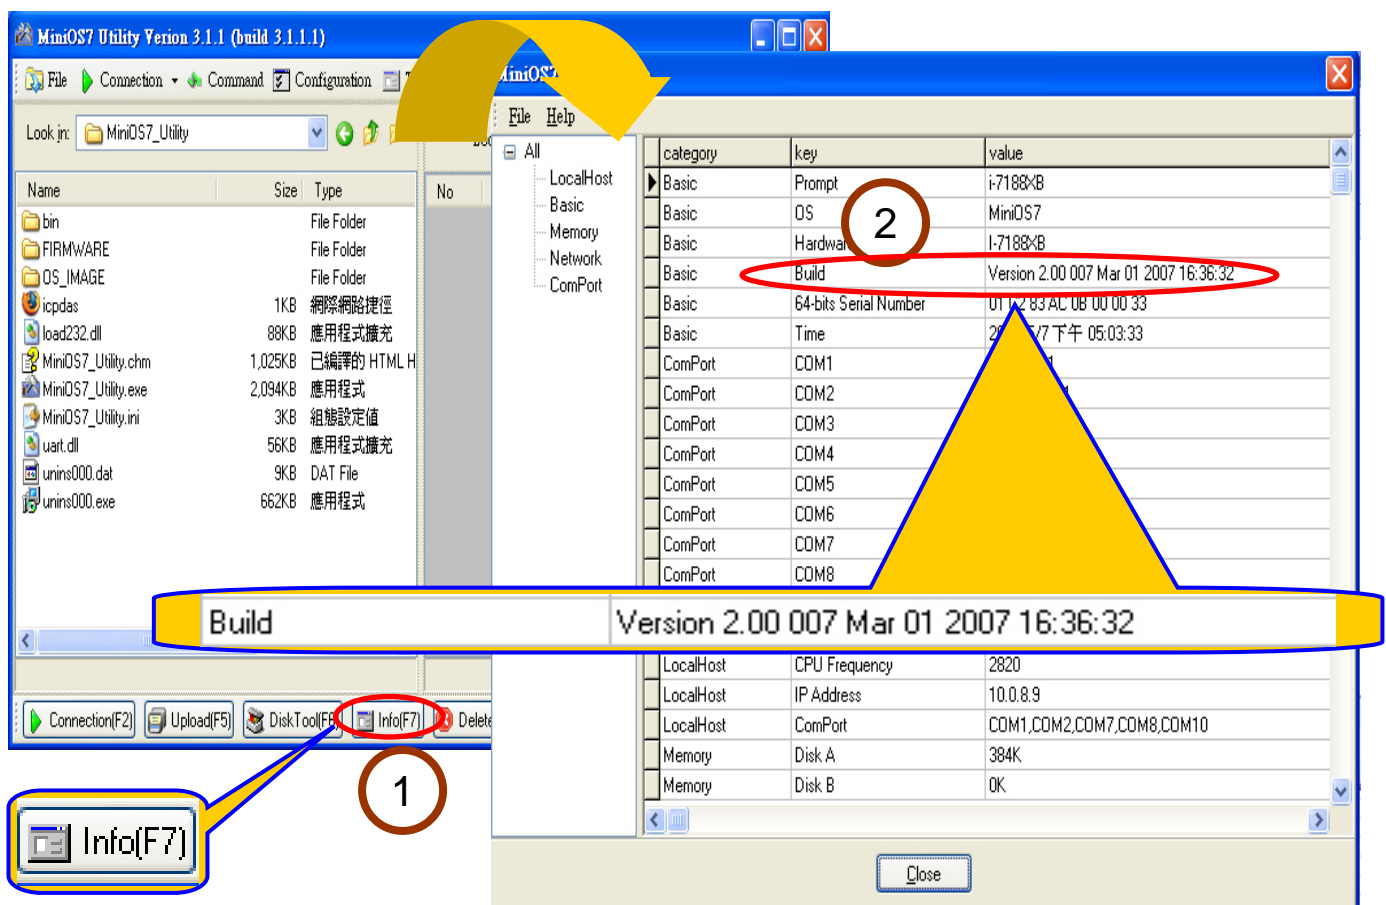 MiniOS7 Utility Verion 3.1.1 (build 3.1.1.1)
File Connection Command Configuration
Look in: MiniOS7_Utility
Name Size Type
bin File Folder
FIRMWARE File Folder
OS_IMAGE File Folder
icpdas 1KB 網際網路捷徑
load232.dll 88KB 應用程式擴充
MiniOS7_Utility.chm 1,025KB 已編譯的 HTML H
MiniOS7_Utility.exe 2,094KB 應用程式
MiniOS7_Utility.ini 3KB 組態設定值
uart.dll 56KB 應用程式擴充
unins000.dat 9KB DAT File
unins000.exe 662KB 應用程式
No
Connection(F2) Upload(F5) DiskTool(F6) Info(F7) Delete
1
Info(F7)
MiniOS7
File Help
All
LocalHost
Basic
Memory
Network
ComPort
category key value
Basic Prompt i-7188XB
Basic OS MiniOS7
Basic Hardware I-7188XB
Basic Build Version 2.00 007 Mar 01 2007 16:36:32
Basic 64-bits Serial Number 83 AC 0B 00 00 33
Basic Time /7 下午 05:03:33
ComPort COM1
ComPort COM2
ComPort COM3
ComPort COM4
ComPort COM5
ComPort COM6
ComPort COM7
ComPort COM8
2
Build Version 2.00 007 Mar 01 2007 16:36:32
LocalHost CPU Frequency 2820
LocalHost IP Address 10.0.8.9
LocalHost ComPort COM1,COM2,COM7,COM8,COM10
Memory Disk A 384K
Memory Disk B 0K
Close